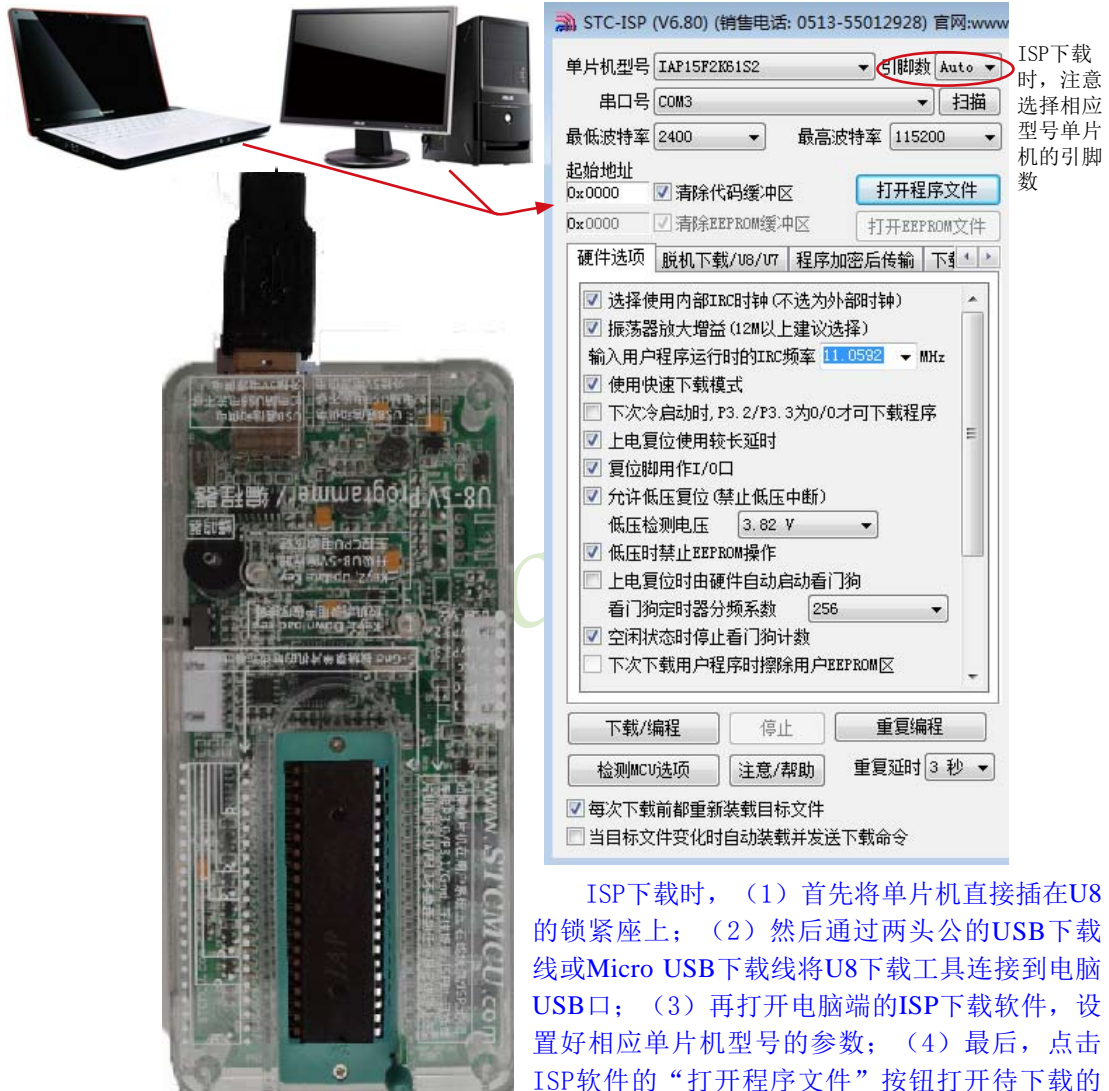 STC-ISP (V6.80) (销售电话: 0513-55012928) 官网:www
单片机型号 IAP15F2K61S2 引脚数 Auto
串口号 COM3 扫描
最低波特率 2400 最高波特率 115200
起始地址
0x0000 清除代码缓冲区 打开程序文件
0x0000 清除EEPROM缓冲区 打开EEPROM文件
硬件选项 脱机下载/U8/U7 程序加密后传输
选择使用内部IRC时钟(不选为外部时钟)
振荡器放大增益(12M以上建议选择)
输入用户程序运行时的IRC频率 11.0592 MHz
使用快速下载模式
下次冷启动时,P3.2/P3.3为0/0才可下载程序
上电复位使用较长延时
复位脚用作I/O口
允许低压复位(禁止低压中断)
低压检测电压 3.82 V
低压时禁止EEPROM操作
上电复位时由硬件自动启动看门狗
看门狗定时器分频系数 256
空闲状态时停止看门狗计数
下次下载用户程序时擦除用户EEPROM区
下载/编程 停止 重复编程
检测MCU选项 注意/帮助 重复延时 3 秒
每次下载前都重新装载目标文件
当目标文件变化时自动装载并发送下载命令
ISP下载
时，注意
选择相应
型号单片
机的引脚
数
U8-5V Programmer / 编程器
www.STCMCU.com
ISP下载时，（1）首先将单片机直接插在U8
的锁紧座上；（2）然后通过两头公的USB下载
线或Micro USB下载线将U8下载工具连接到电脑
USB口；（3）再打开电脑端的ISP下载软件，设
置好相应单片机型号的参数；（4）最后，点击
ISP软件的“打开程序文件”按钮打开待下载的